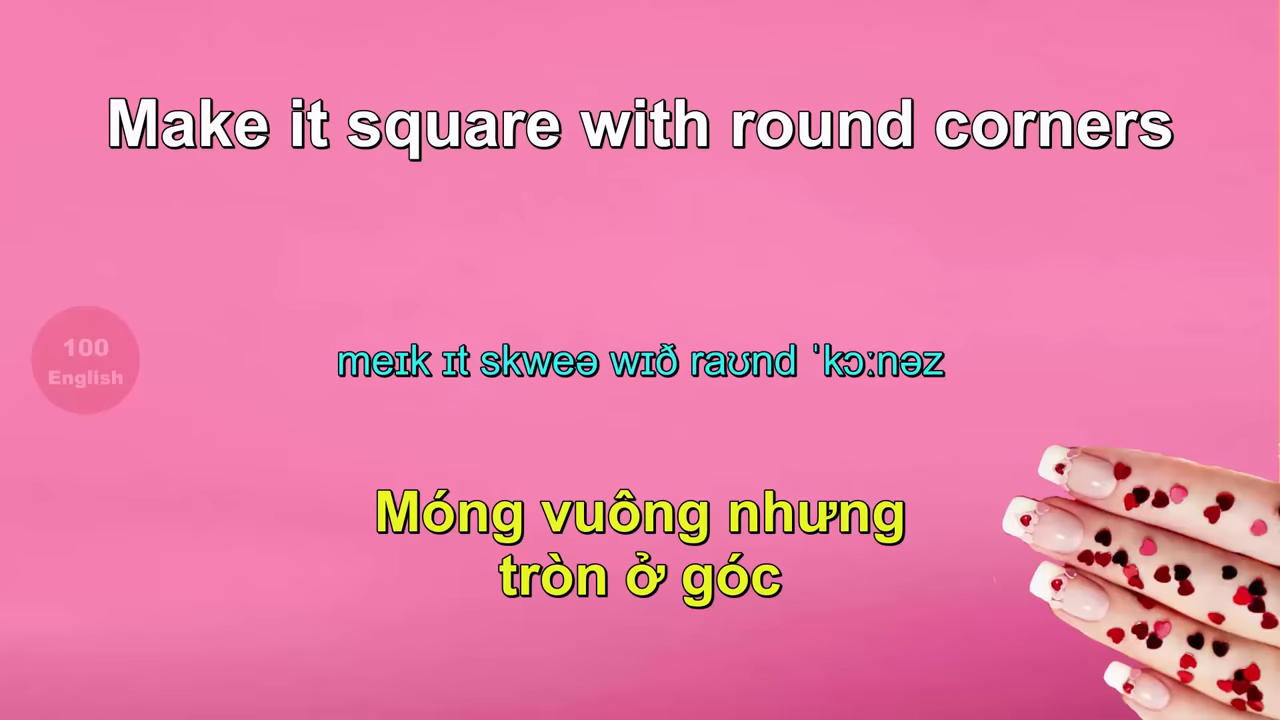 Make it square with round corners
100
English
meɪk ɪt skweə wɪð raʊnd ˈkɔːnəz
Móng vuông nhưng
tròn ở góc